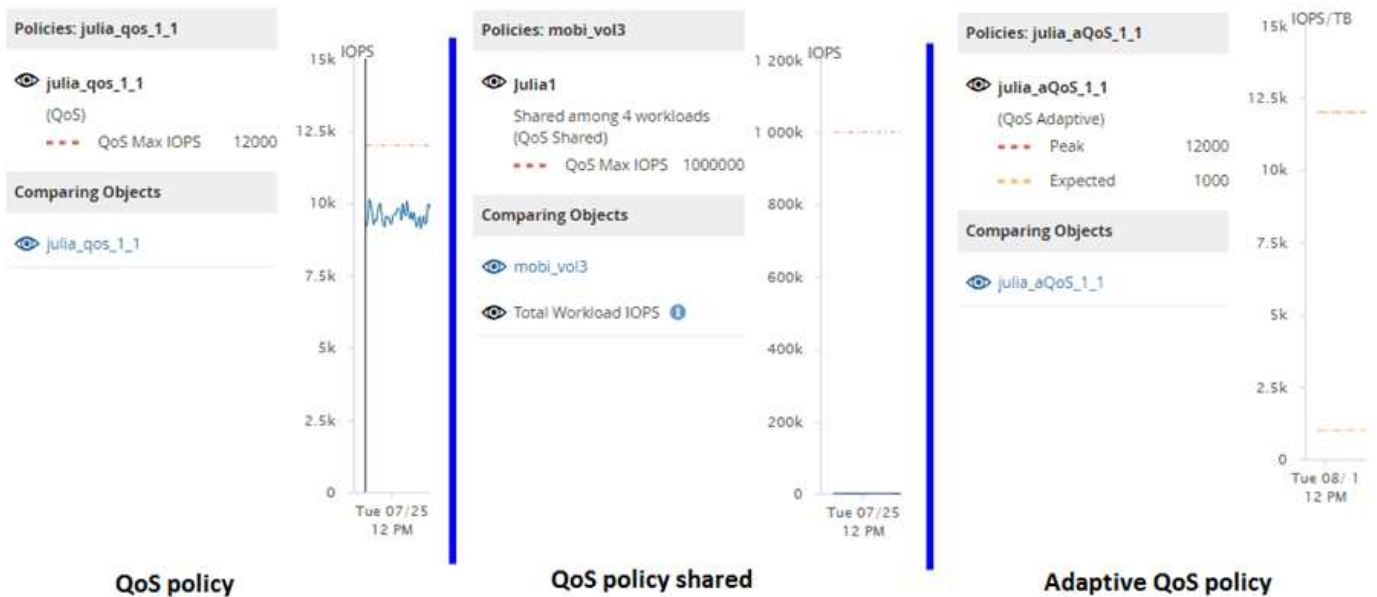 Policies: julia_qos_1_1
julia_qos_1_1
(QoS)
QoS Max IOPS 12000
Comparing Objects
julia_qos_1_1
IOPS
15k
12.5k
10k
7.5k
5k
2.5k
0
Tue 07/25
12 PM
QoS policy
Policies: mobi_vol3
Julia1
Shared among 4 workloads
(QoS Shared)
QoS Max IOPS 1000000
Comparing Objects
mobi_vol3
Total Workload IOPS i
IOPS
1 200k
1 000k
800k
600k
400k
200k
0
Tue 07/25
12 PM
QoS policy shared
Policies: julia_aQoS_1_1
julia_aQoS_1_1
(QoS Adaptive)
Peak 12000
Expected 1000
Comparing Objects
julia_aQoS_1_1
IOPS/TB
15k
12.5k
10k
7.5k
5k
2.5k
0
Tue 08/ 1
12 PM
Adaptive QoS policy